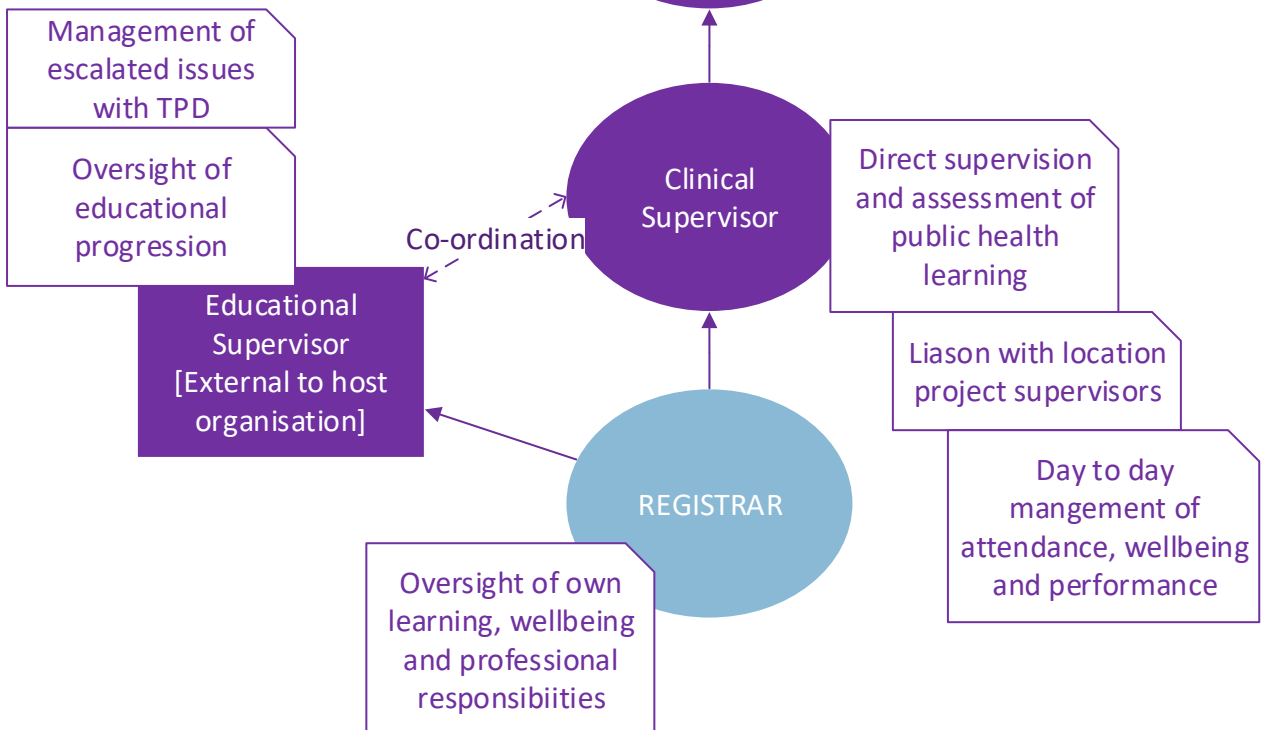 Management of
escalated issues
with TPD
Oversight of
educational
progression
Co-ordination
Clinical
Supervisor
Direct supervision
and assessment of
public health
learning
Educational
Supervisor
[External to host
organisation]
Liason with location
project supervisors
Day to day
mangement of
attendance, wellbeing
and performance
REGISTRAR
Oversight of own
learning, wellbeing
and professional
responsibiities